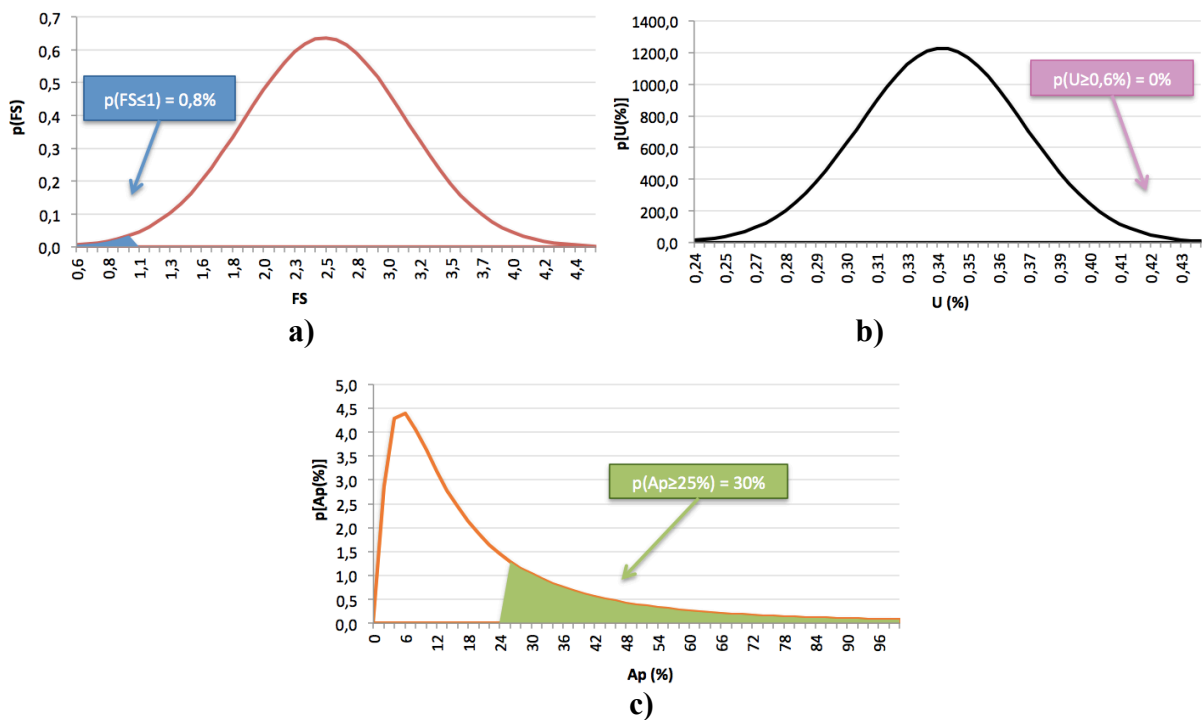 0,7
0,6
0,5
0,4
0,3
0,2
0,1
0,0
p(FS)
p(FS≤1) = 0,8%
0,6 0,8 1,1 1,3 1,6 1,8 2,0 2,3 2,5 2,8 3,0 3,2 3,5 3,7 4,0 4,2 4,4
FS
a)
1400,0
1200,0
1000,0
800,0
600,0
400,0
200,0
0,0
p[U(%)]
p(U≥0,6%) = 0%
0,24 0,25 0,27 0,28 0,29 0,30 0,31 0,33 0,34 0,35 0,36 0,37 0,39 0,40 0,41 0,42 0,43
U (%)
b)
5,0
4,5
4,0
3,5
3,0
2,5
2,0
1,5
1,0
0,5
0,0
p[Ap(%)]
p(Ap≥25%) = 30%
0 6 12 18 24 30 36 42 48 54 60 66 72 78 84 90 96
Ap (%)
c)